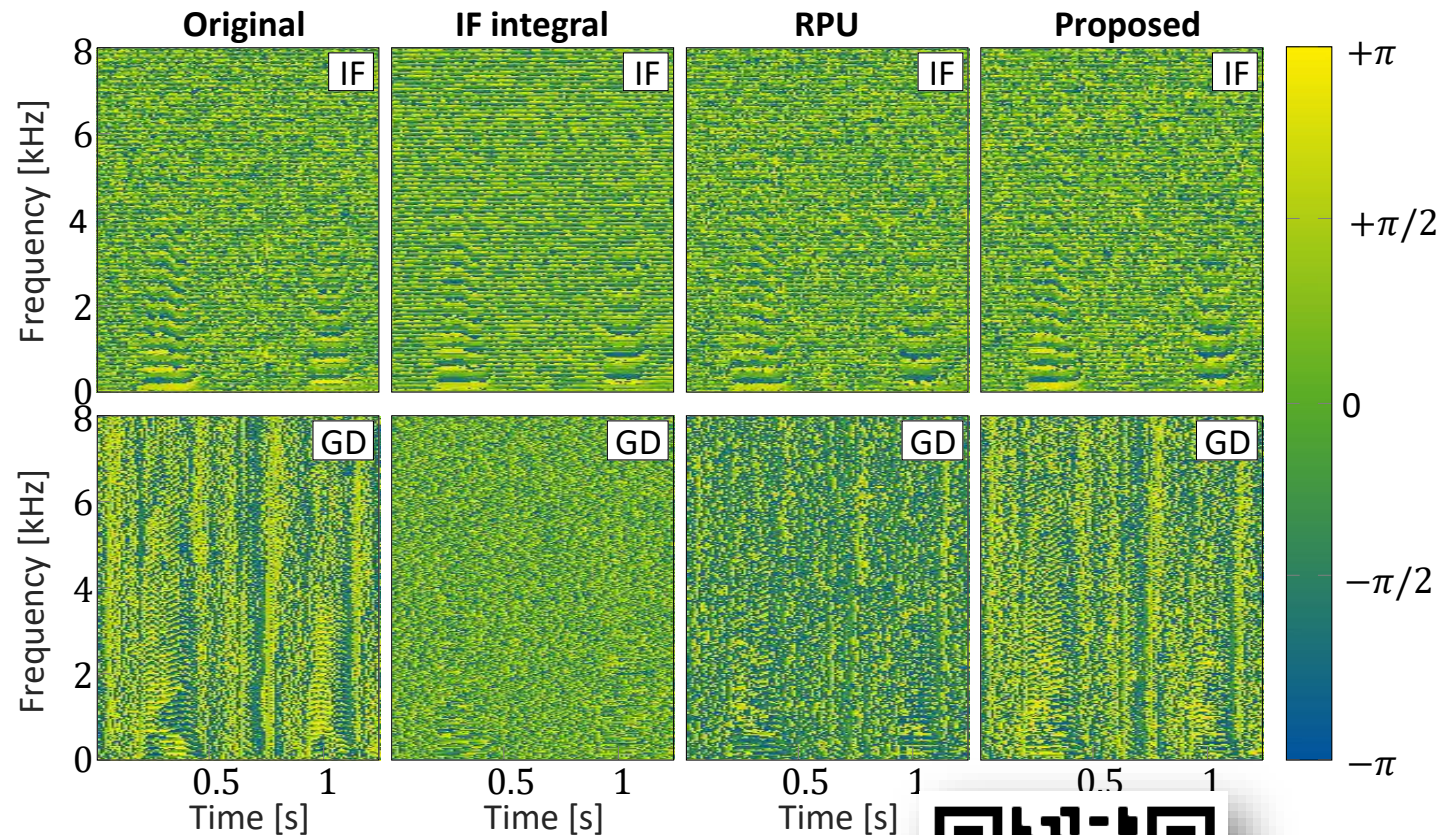 Original IF integral RPU Proposed
Frequency [kHz]
8
6
4
2
0
IF
IF
IF
IF
+π
+π/2
0
−π/2
−π
Frequency [kHz]
8
6
4
2
0
GD
GD
GD
GD
0.5 1 0.5 1 0.5 1 0.5 1
Time [s] Time [s] Time [s]